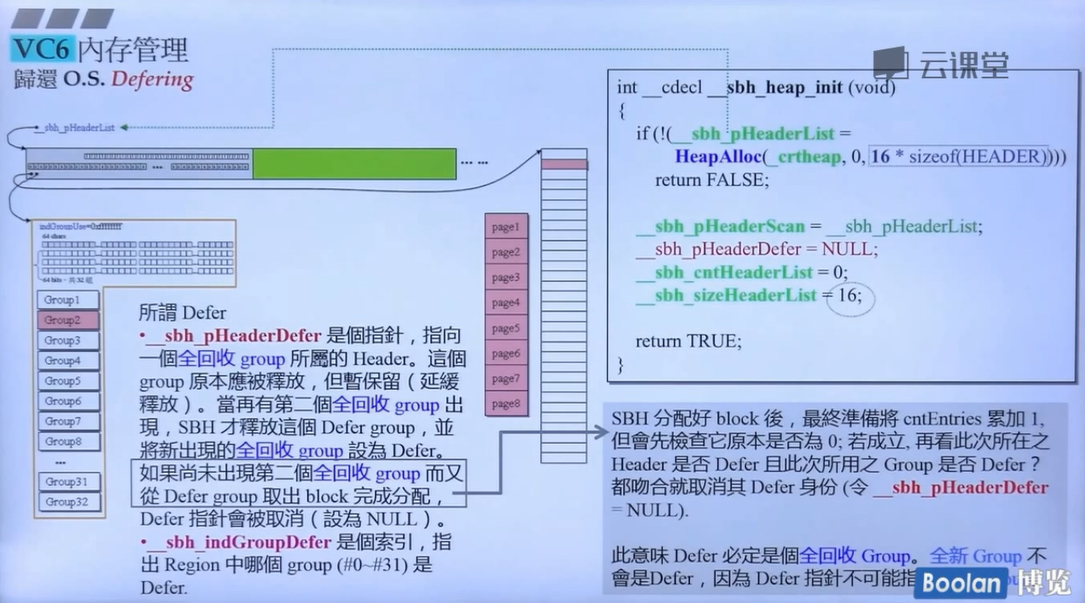 VC6 內存管理
歸還 O.S. Defering
云课堂
__sbh_pHeaderList
...
... ...
indGroupUse=0xffffffff
64 chars
64 bits，共 32 組
Group1
Group2
Group3
Group4
Group5
Group6
Group7
Group8
...
Group31
Group32
所謂 Defer
•__sbh_pHeaderDefer 是個指針，指向
一個全回收 group 所屬的 Header。這個
group 原本應被釋放，但暫保留（延緩
釋放）。當再有第二個全回收 group 出
現，SBH 才釋放這個 Defer group，並
將新出現的全回收 group 設為 Defer。
如果尚未出現第二個全回收 group 而又
從 Defer group 取出 block 完成分配，
Defer 指針會被取消（設為 NULL）。
•__sbh_indGroupDefer 是個索引，指
出 Region 中哪個 group (#0~#31) 是
Defer.
page1
page2
page3
page4
page5
page6
page7
page8
int __cdecl __sbh_heap_init (void)
{
if (!(__sbh_pHeaderList =
HeapAlloc(_crtheap, 0, 16 * sizeof(HEADER))))
return FALSE;
__sbh_pHeaderScan = __sbh_pHeaderList;
__sbh_pHeaderDefer = NULL;
__sbh_cntHeaderList = 0;
__sbh_sizeHeaderList = 16;
return TRUE;
}
SBH 分配好 block 後，最終準備將 cntEntries 累加 1,
但會先檢查它原本是否為 0; 若成立, 再看此次所在之
Header 是否 Defer 且此次所用之 Group 是否 Defer？
都吻合就取消其 Defer 身份 (令 __sbh_pHeaderDefer
= NULL).
此意味 Defer 必定是個全回收 Group。全新 Group 不
會是Defer，因為 Defer 指針不可能指
Boolan 博览